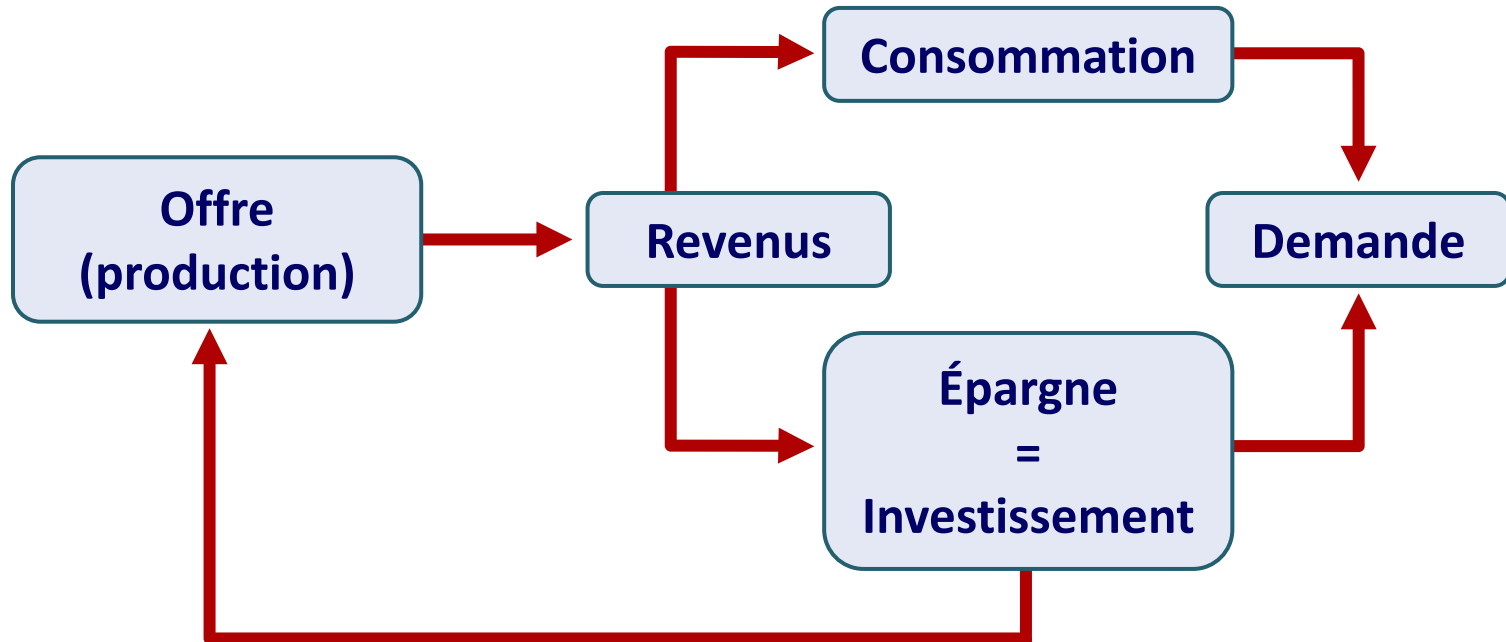 Consommation
Offre
(production)
Revenus
Demande
Épargne
=
Investissement